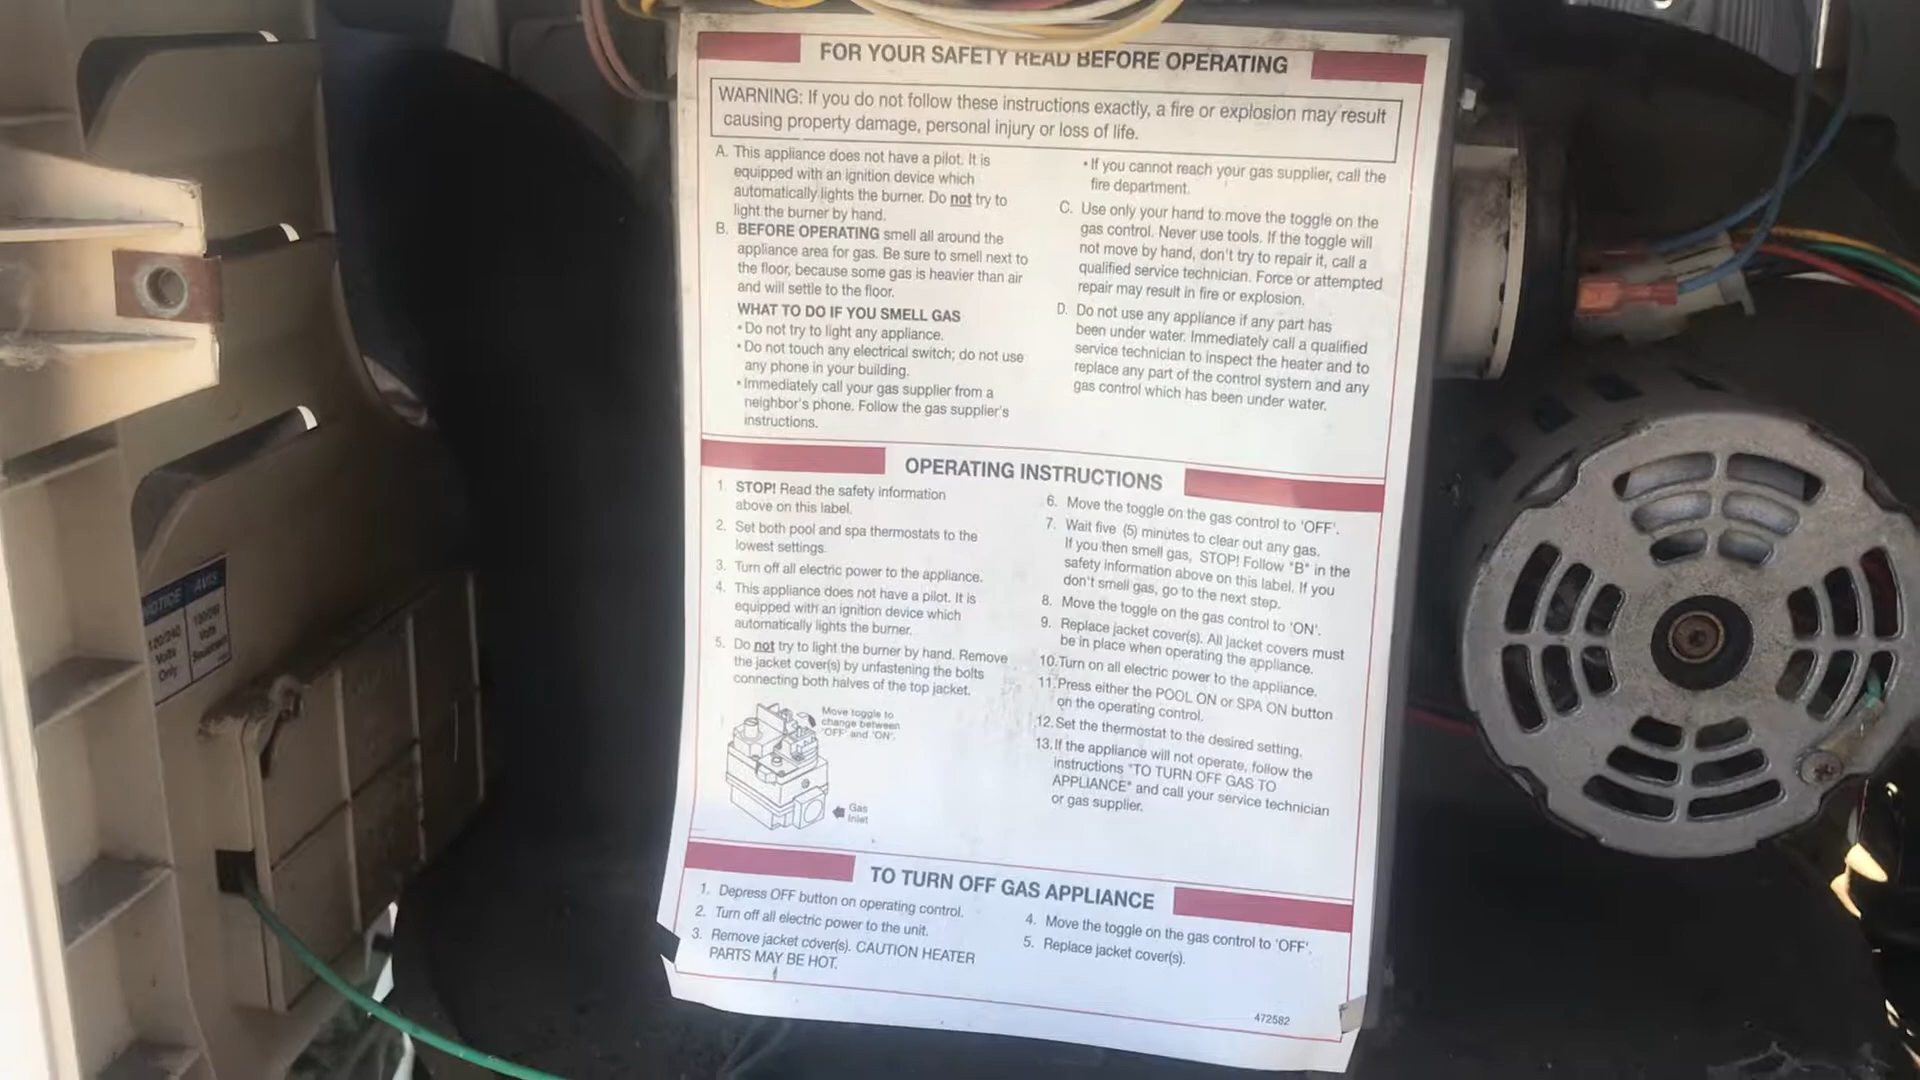 FOR YOUR SAFETY READ BEFORE OPERATING
WARNING: If you do not follow these instructions exactly, a fire or explosion may result
causing property damage, personal injury or loss of life.
A. This appliance does not have a pilot. It is
equipped with an ignition device which
automatically lights the burner. Do not try to
light the burner by hand.
B. BEFORE OPERATING smell all around the
appliance area for gas. Be sure to smell next to
the floor, because some gas is heavier than air
and will settle to the floor.
WHAT TO DO IF YOU SMELL GAS
• Do not try to light any appliance.
• Do not touch any electrical switch; do not use
any phone in your building.
• Immediately call your gas supplier from a
neighbor's phone. Follow the gas supplier's
instructions.
• If you cannot reach your gas supplier, call the
fire department.
C. Use only your hand to move the toggle on the
gas control. Never use tools. If the toggle will
not move by hand, don't try to repair it, call a
qualified service technician. Force or attempted
repair may result in fire or explosion.
D. Do not use any appliance if any part has
been under water. Immediately call a qualified
service technician to inspect the heater and to
replace any part of the control system and any
gas control which has been under water.
OPERATING INSTRUCTIONS
1. STOP! Read the safety information
above on this label.
2. Set both pool and spa thermostats to the
lowest settings.
3. Turn off all electric power to the appliance.
4. This appliance does not have a pilot. It is
equipped with an ignition device which
automatically lights the burner.
5. Do not try to light the burner by hand. Remove
the jacket cover(s) by unfastening the bolts
connecting both halves of the top jacket.
Move toggle to
change between
'OFF' and 'ON'.
Gas
Inlet
6. Move the toggle on the gas control to 'OFF'.
7. Wait five (5) minutes to clear out any gas.
If you then smell gas, STOP! Follow "B" in the
safety information above on this label. If you
don't smell gas, go to the next step.
8. Move the toggle on the gas control to 'ON'.
9. Replace jacket cover(s). All jacket covers must
be in place when operating the appliance.
10. Turn on all electric power to the appliance.
11. Press either the POOL ON or SPA ON button
on the operating control.
12. Set the thermostat to the desired setting.
13. If the appliance will not operate, follow the
instructions "TO TURN OFF GAS TO
APPLIANCE" and call your service technician
or gas supplier.
TO TURN OFF GAS APPLIANCE
1. Depress OFF button on operating control.
2. Turn off all electric power to the unit.
3. Remove jacket cover(s). CAUTION HEATER
PARTS MAY BE HOT.
4. Move the toggle on the gas control to 'OFF'.
5. Replace jacket cover(s).
472582
NOTICE
120/240
Volts
Only
AVIS
120/240
Volts
Seulement